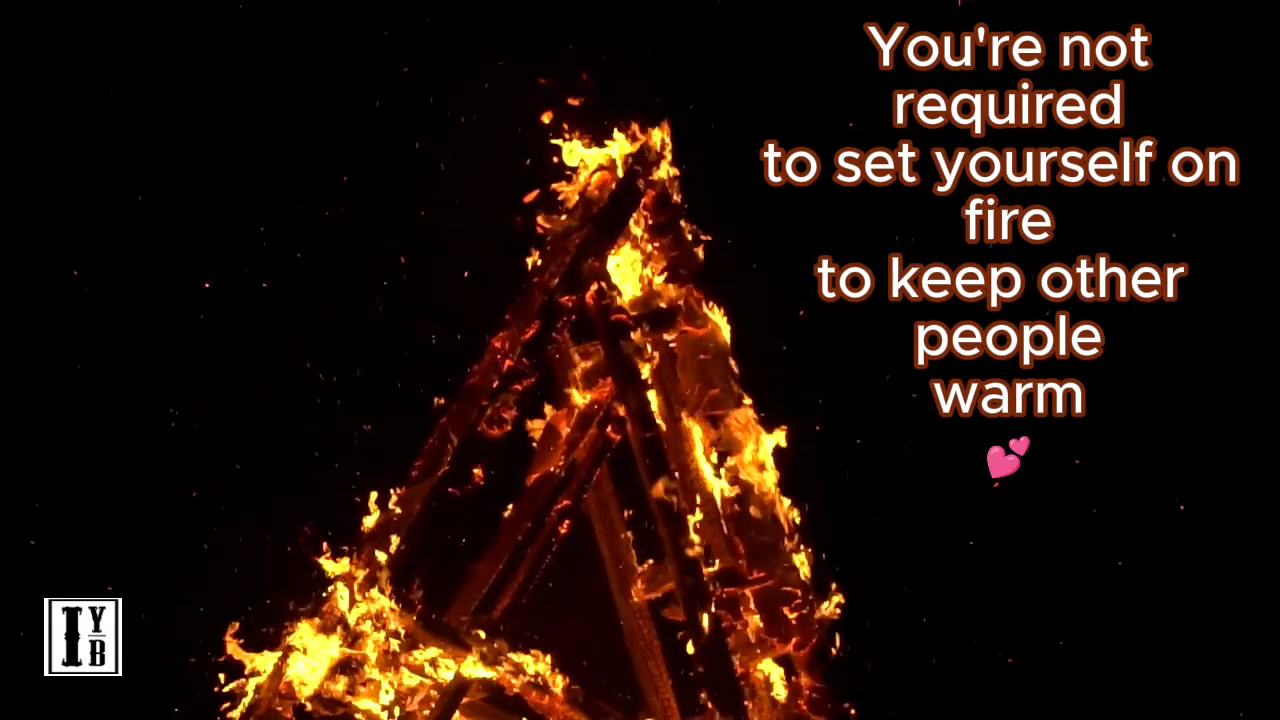 You're not
required
to set yourself on
fire
to keep other
people
warm
💕
I Y B